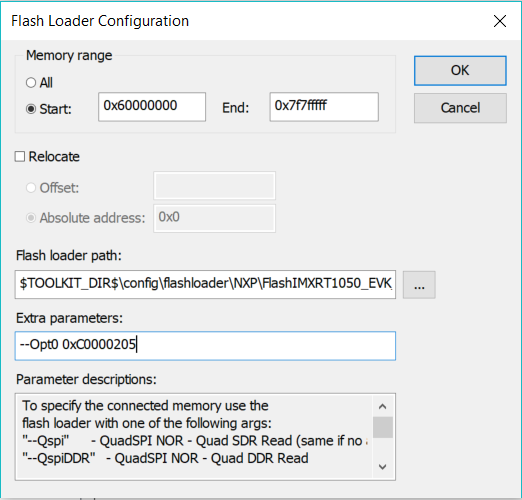 Flash Loader Configuration
Memory range
All
Start: 0x60000000 End: 0x7f7fffff
OK
Cancel
Relocate
Offset:
Absolute address: 0x0
Flash loader path:
$TOOLKIT_DIR$\config\flashloader\NXP\FlashIMXRT1050_EVK_
...
Extra parameters:
--Opt0 0xC0000205
Parameter descriptions:
To specify the connected memory use the
flash loader with one of the following args:
"--Qspi" - QuadSPI NOR - Quad SDR Read (same if no a
"--QspiDDR" - QuadSPI NOR - Quad DDR Read